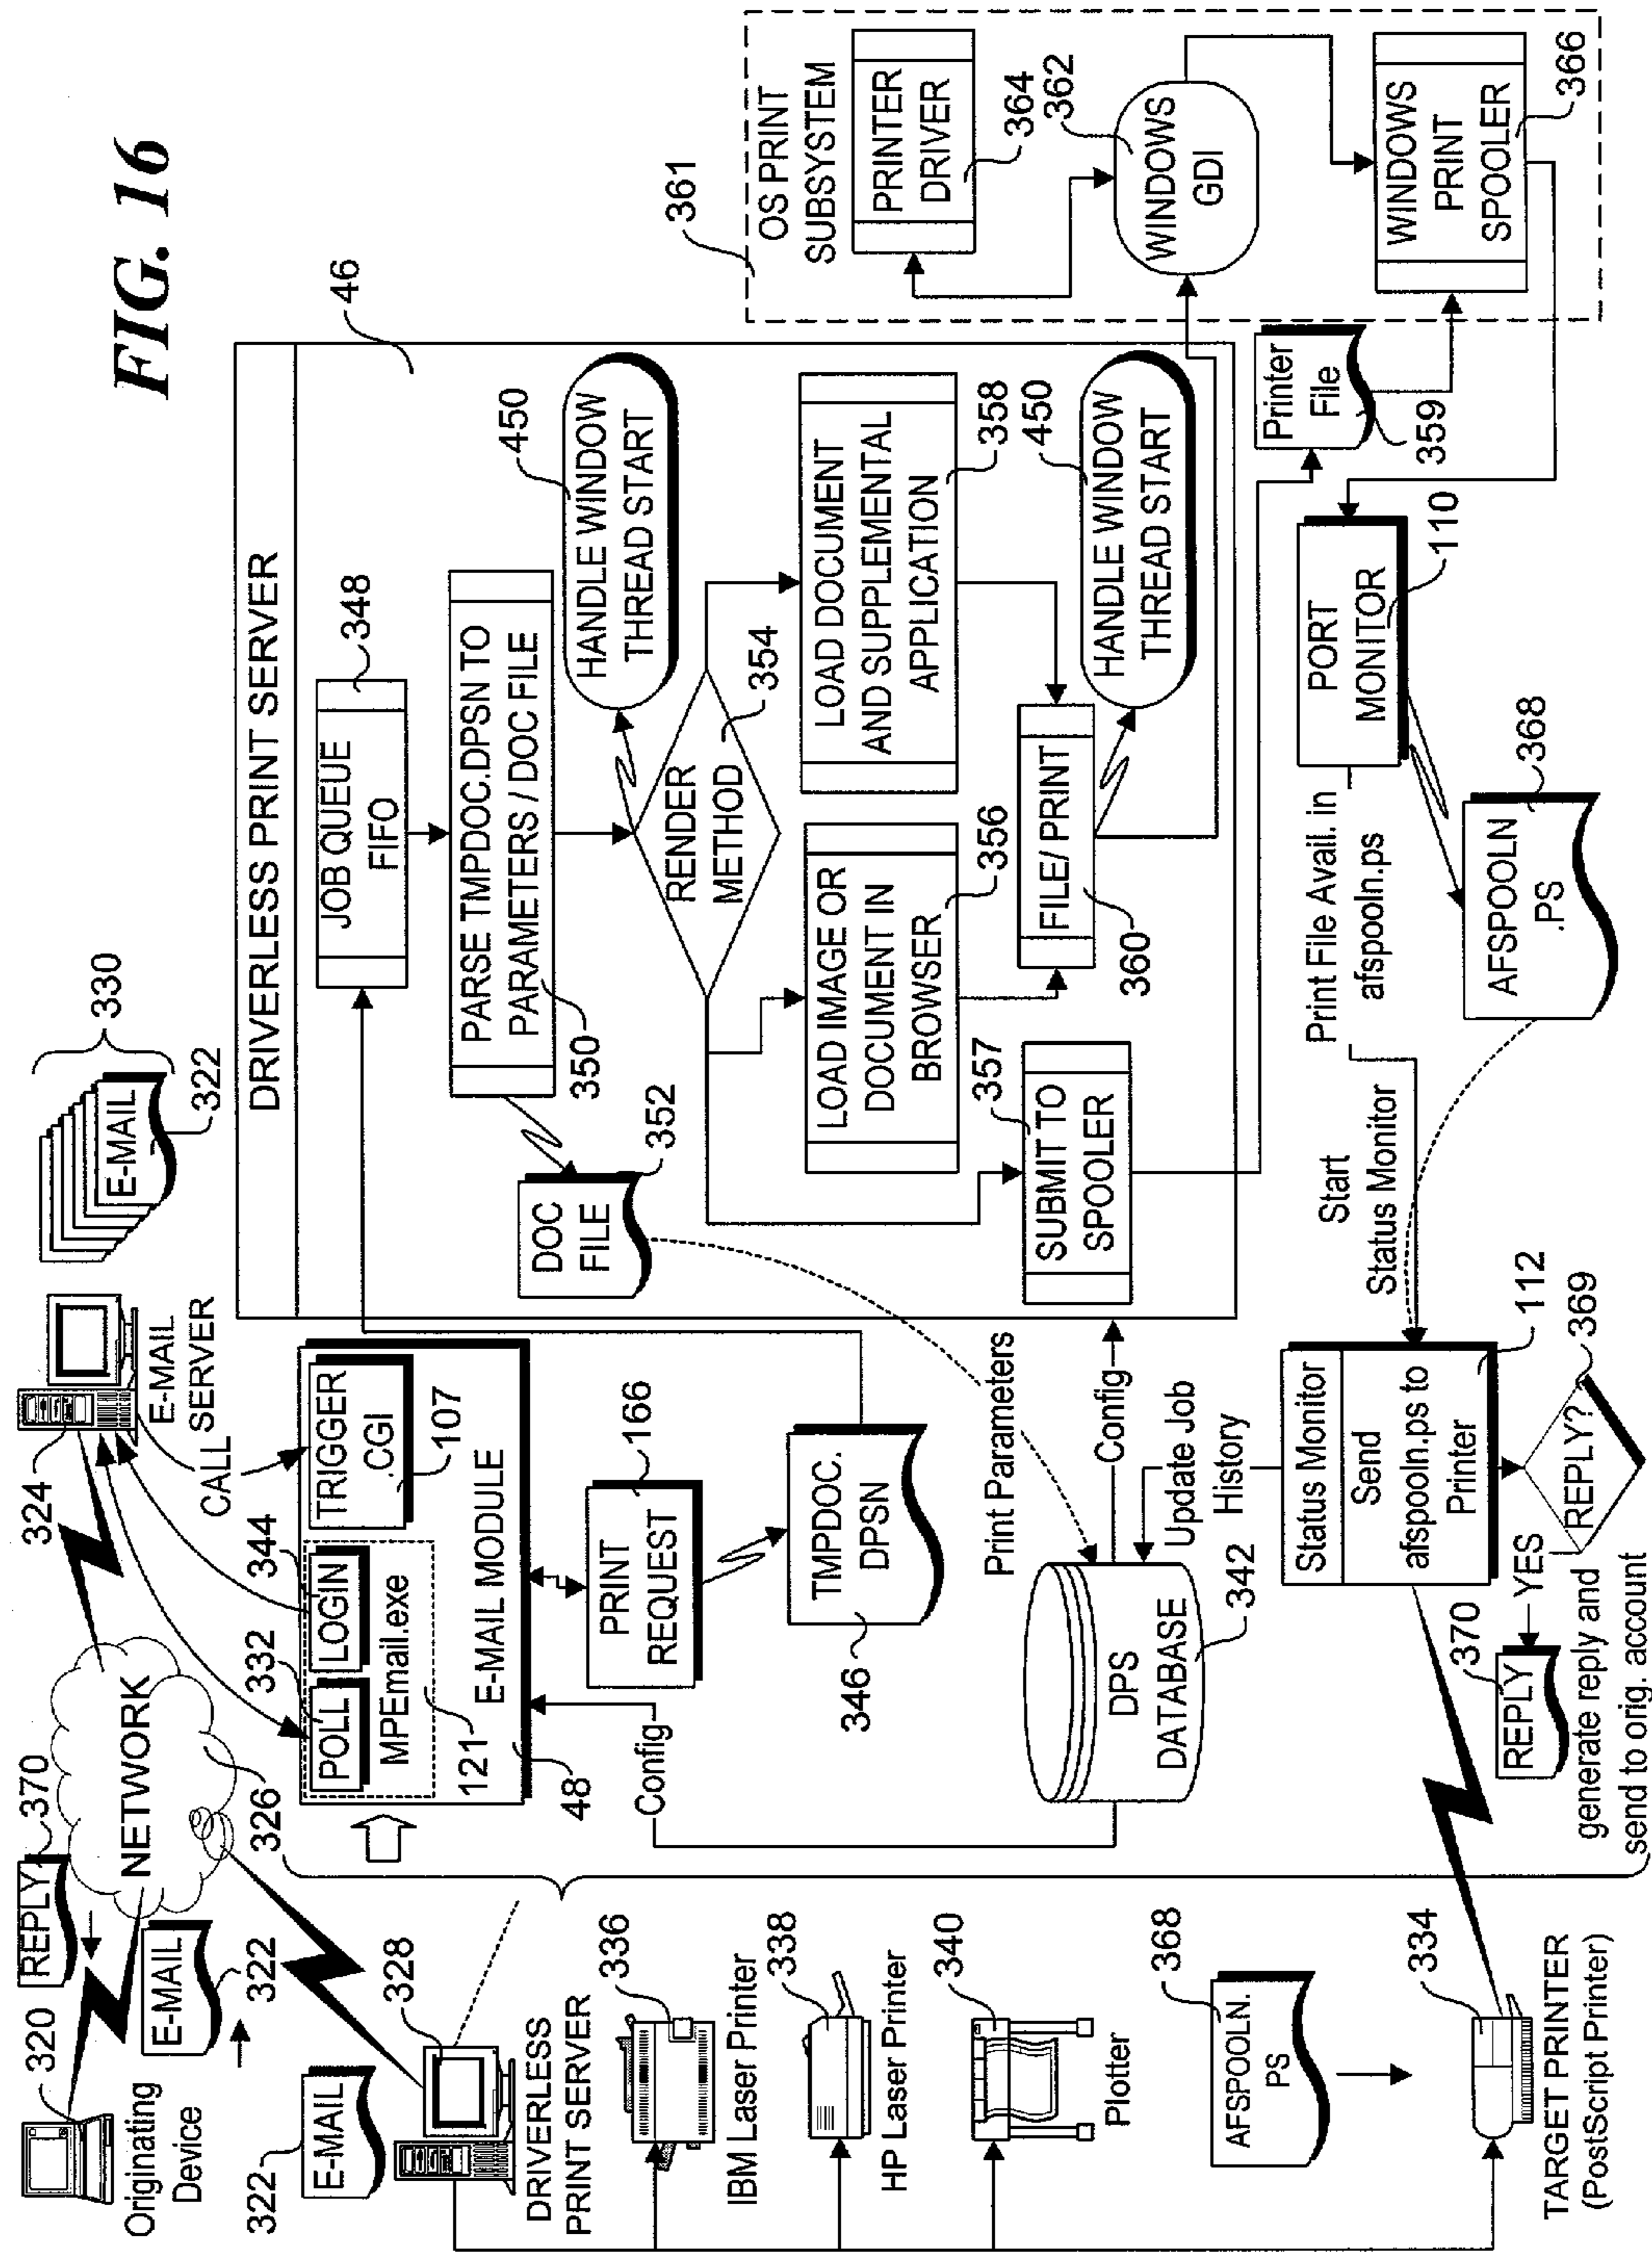 FIG. 16
320
Originating
Device
REPLY
370
E-MAIL
322
NETWORK
326
324
E-MAIL
SERVER
E-MAIL
322
330
322
E-MAIL
328
DRIVERLESS
PRINT SERVER
336
IBM Laser Printer
338
HP Laser Printer
340
Plotter
AFSPOOLN.
PS
368
334
TARGET PRINTER
(PostScript Printer)
CALL
332
344
POLL
LOGIN
MPEmail.exe
121
TRIGGER
.CGI
107
E-MAIL MODULE
48
Config
PRINT
REQUEST
166
TMPDOC.
DPSN
346
DPS
DATABASE
342
Print Parameters
Config
Update Job
History
Status Monitor
Send
afspooln.ps to
Printer
112
REPLY?
369
YES
REPLY
370
generate reply and
send to orig. account
DRIVERLESS PRINT SERVER
46
JOB QUEUE
FIFO
348
PARSE TMPDOC.DPSN TO
PARAMETERS / DOC FILE
350
DOC
FILE
352
450
HANDLE WINDOW
THREAD START
RENDER
METHOD
354
LOAD IMAGE OR
DOCUMENT IN
BROWSER
356
LOAD DOCUMENT
AND SUPPLEMENTAL
APPLICATION
358
357
SUBMIT TO
SPOOLER
FILE/ PRINT
360
450
HANDLE WINDOW
THREAD START
361
OS PRINT
SUBSYSTEM
PRINTER
DRIVER
364
362
WINDOWS
GDI
WINDOWS
PRINT
SPOOLER
366
Printer
File
359
PORT
MONITOR
110
Print File Avail. in
afspooln.ps
AFSPOOLN
.PS
368
Start
Status Monitor